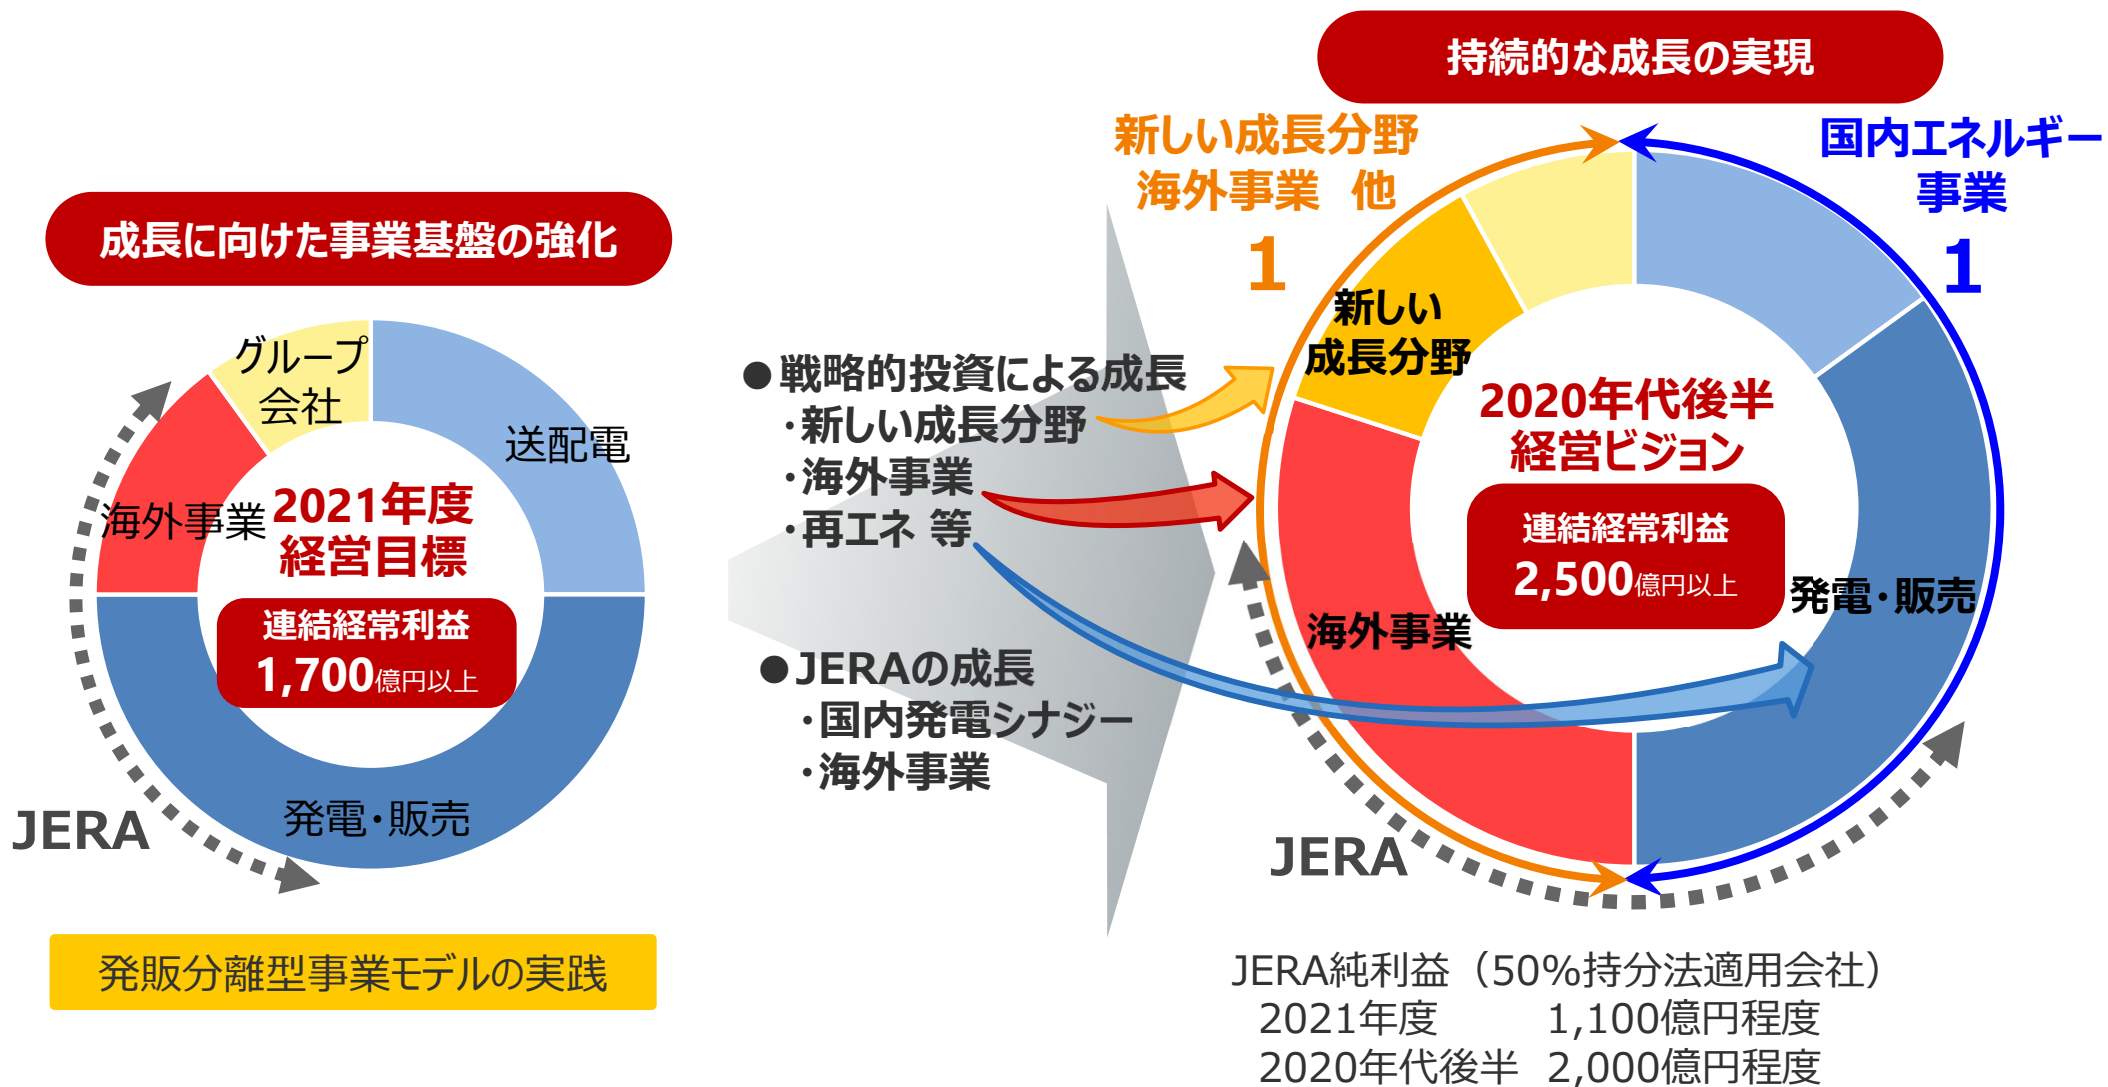 成長に向けた事業基盤の強化
グループ
会社
送配電
海外事業
2021年度
経営目標
連結経常利益
1,700億円以上
発電・販売
JERA
発販分離型事業モデルの実践
●戦略的投資による成長
・新しい成長分野
・海外事業
・再エネ 等
●JERAの成長
・国内発電シナジー
・海外事業
持続的な成長の実現
新しい成長分野
海外事業 他
1
国内エネルギー
事業
1
新しい
成長分野
2020年代後半
経営ビジョン
連結経常利益
2,500億円以上
発電・販売
海外事業
JERA
JERA純利益（50%持分法適用会社）
2021年度 1,100億円程度
2020年代後半 2,000億円程度